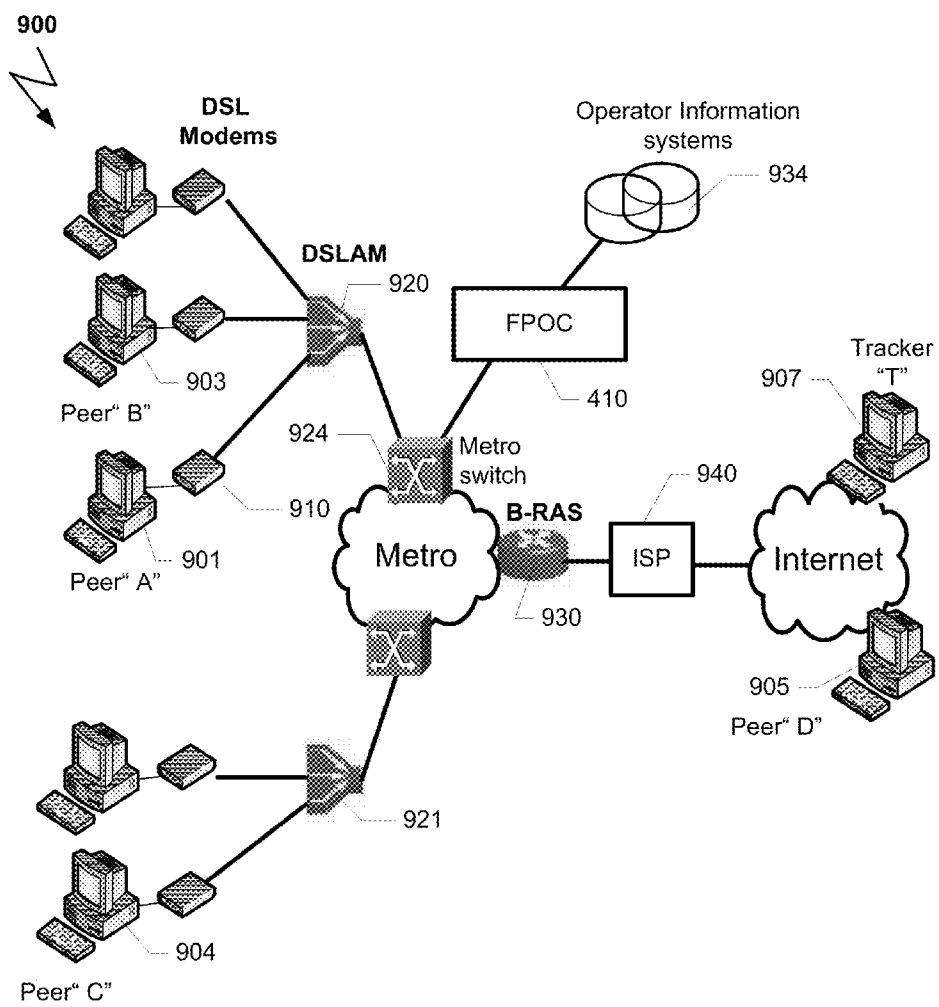 900
DSL
Modems
Operator Information
systems
934
DSLAM
920
FPOC
Tracker
"T"
907
903
Peer“ B”
410
924
Metro
switch
940
910
B-RAS
Metro
ISP
Internet
901
Peer“ A”
930
905
Peer“ D”
921
904
Peer“ C”